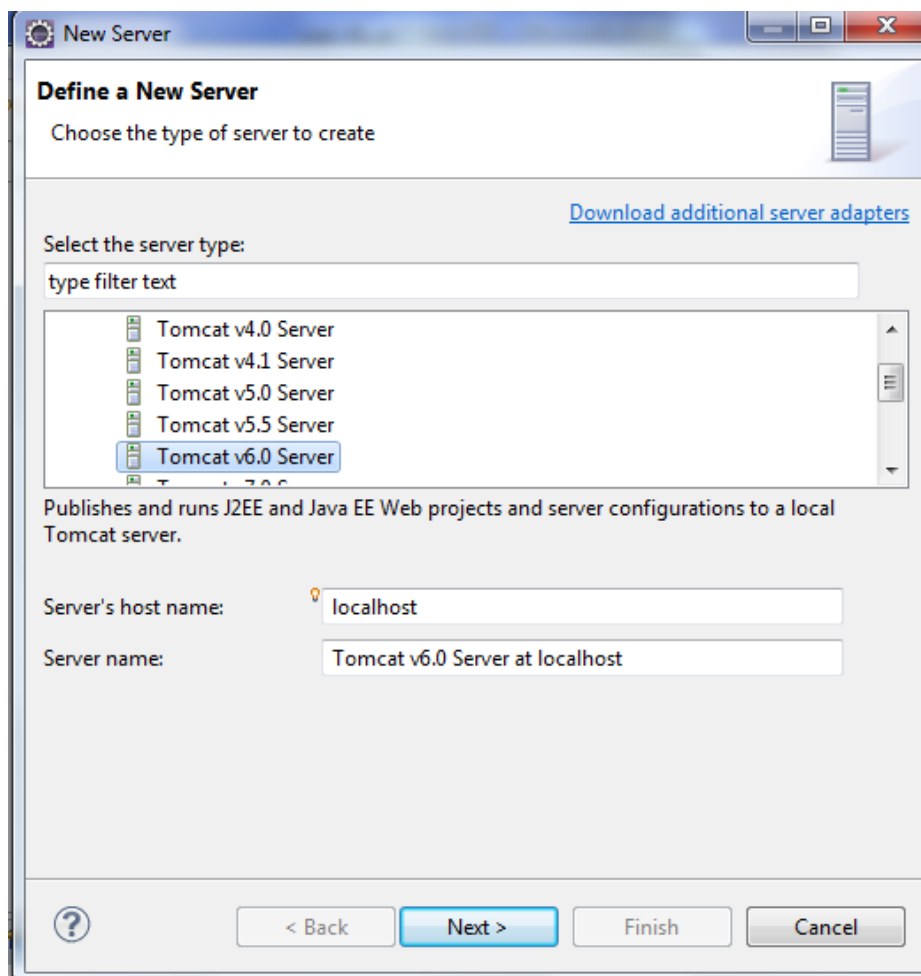 New Server
Define a New Server
Choose the type of server to create
Download additional server adapters
Select the server type:
type filter text
Tomcat v4.0 Server
Tomcat v4.1 Server
Tomcat v5.0 Server
Tomcat v5.5 Server
Tomcat v6.0 Server
Publishes and runs J2EE and Java EE Web projects and server configurations to a local
Tomcat server.
Server's host name:
localhost
Server name:
Tomcat v6.0 Server at localhost
? < Back Next > Finish Cancel